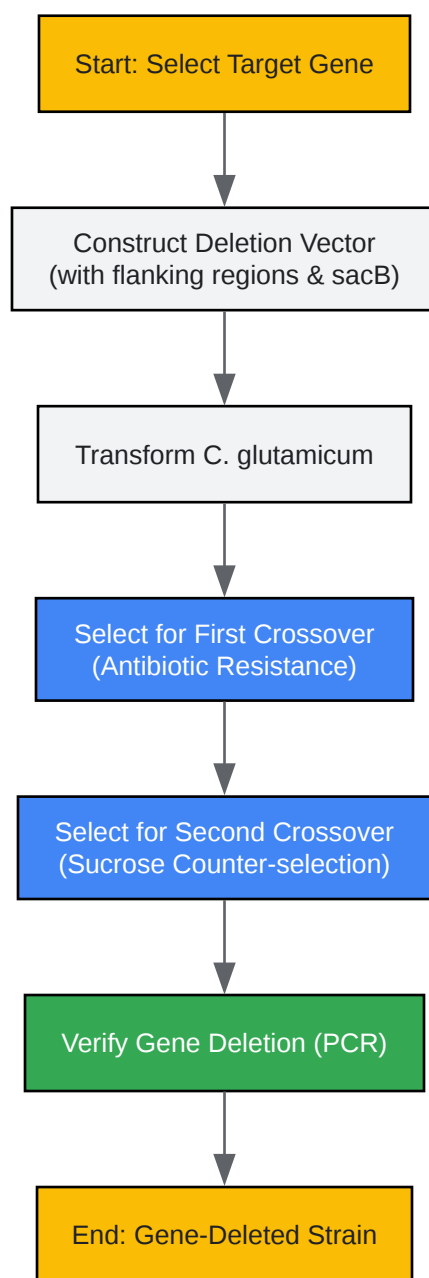 Start: Select Target Gene
Construct Deletion Vector
(with flanking regions & sacB)
Transform C. glutamicum
Select for First Crossover
(Antibiotic Resistance)
Select for Second Crossover
(Sucrose Counter-selection)
Verify Gene Deletion (PCR)
End: Gene-Deleted Strain